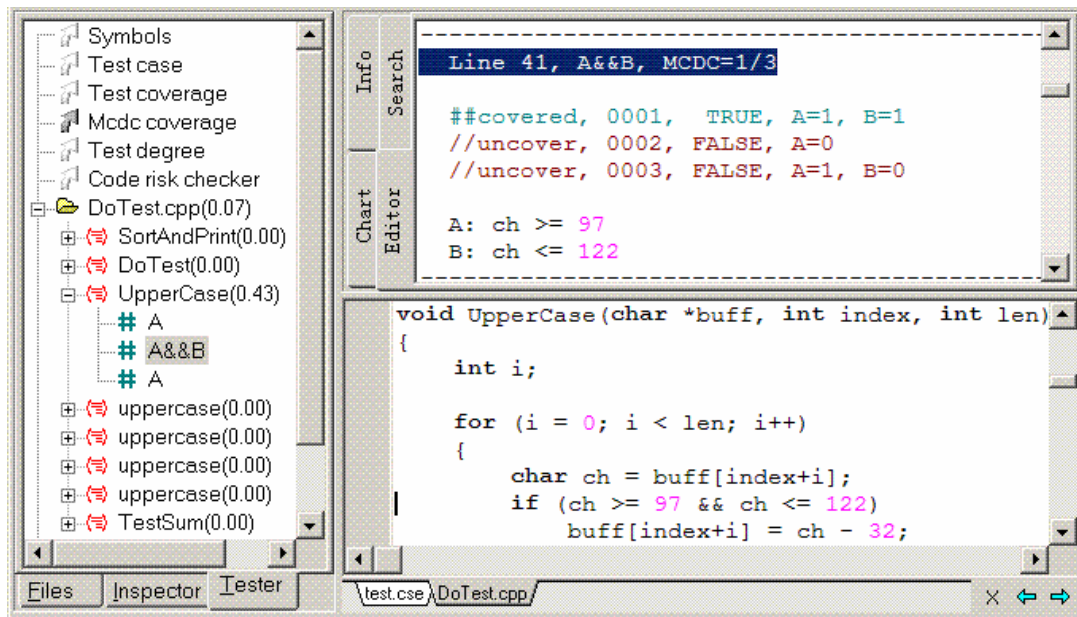 Symbols
Test case
Test coverage
Mcdc coverage
Test degree
Code risk checker
DoTest.cpp(0.07)
SortAndPrint(0.00)
DoTest(0.00)
UpperCase(0.43)
# A
# A&&B
# A
uppercase(0.00)
uppercase(0.00)
uppercase(0.00)
uppercase(0.00)
TestSum(0.00)
Files Inspector Tester
Info
Search
Chart
Editor
Line 41, A&&B, MCDC=1/3
##covered, 0001, TRUE, A=1, B=1
//uncover, 0002, FALSE, A=0
//uncover, 0003, FALSE, A=1, B=0
A: ch >= 97
B: ch <= 122
void UpperCase(char *buff, int index, int len)
{
int i;
for (i = 0; i < len; i++)
{
char ch = buff[index+i];
if (ch >= 97 && ch <= 122)
buff[index+i] = ch - 32;
test.cse DoTest.cpp